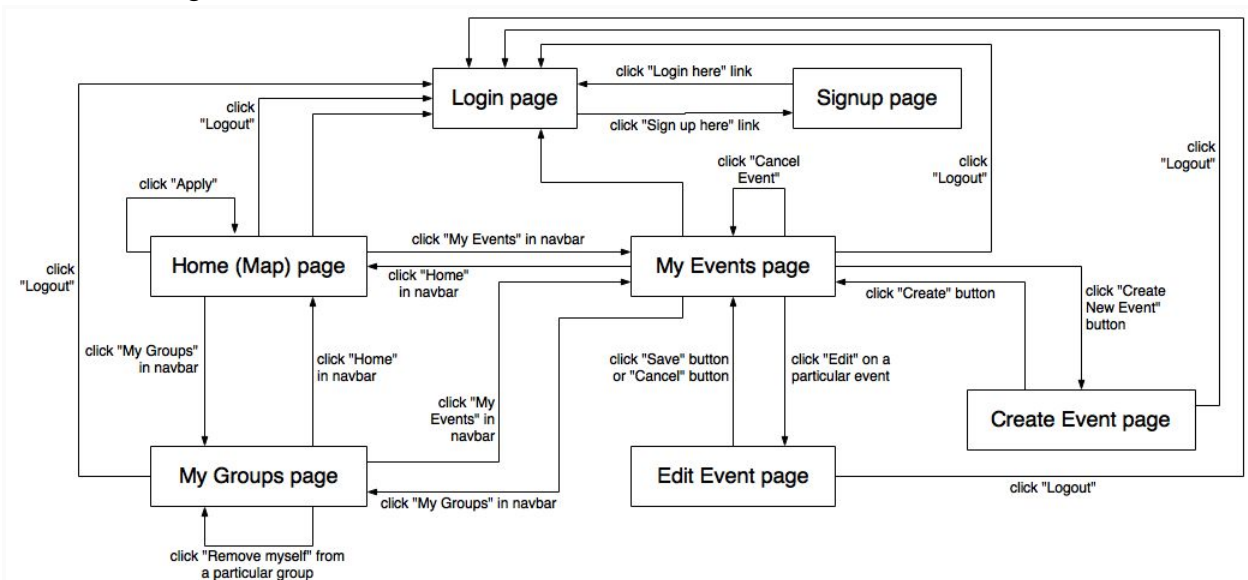 click "Login here" link
Login page
Signup page
click
"Logout"
click "Sign up here" link
click "Cancel
Event"
click
"Logout"
click
"Logout"
click "Apply"
click "My Events" in navbar
Home (Map) page
My Events page
click
"Logout"
click "Home"
in navbar
click "Create" button
click "Create
New Event"
button
click "My Groups"
in navbar
click "Home"
in navbar
click "Save" button
or "Cancel" button
click "Edit" on a
particular event
click "My
Events" in
navbar
Create Event page
My Groups page
Edit Event page
click "My Groups" in navbar
click "Logout"
click "Remove myself" from
a particular group